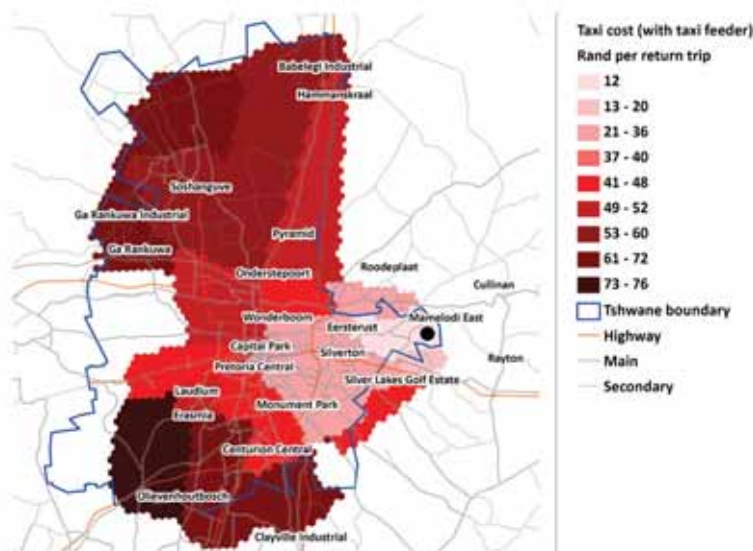 Babelegi Industrial
Hammanskraal
Soshanguve
Ga Rankuwa Industrial
Pyramid
Ga Rankuwa
Onderstepoort
Roodeplaat
Cullinan
Wonderboom
Mamelodi East
Eersterust
Capital Park
Silverton
Pretoria Central
Rayton
Silver Lakes Golf Estate
Laudium
Monument Park
Erasmia
Centurion Central
Olievenhoutbosch
Clayville Industrial
Taxi cost (with taxi feeder)
Rand per return trip
12
13 - 20
21 - 36
37 - 40
41 - 48
49 - 52
53 - 60
61 - 72
73 - 76
Tshwane boundary
Highway
Main
Secondary